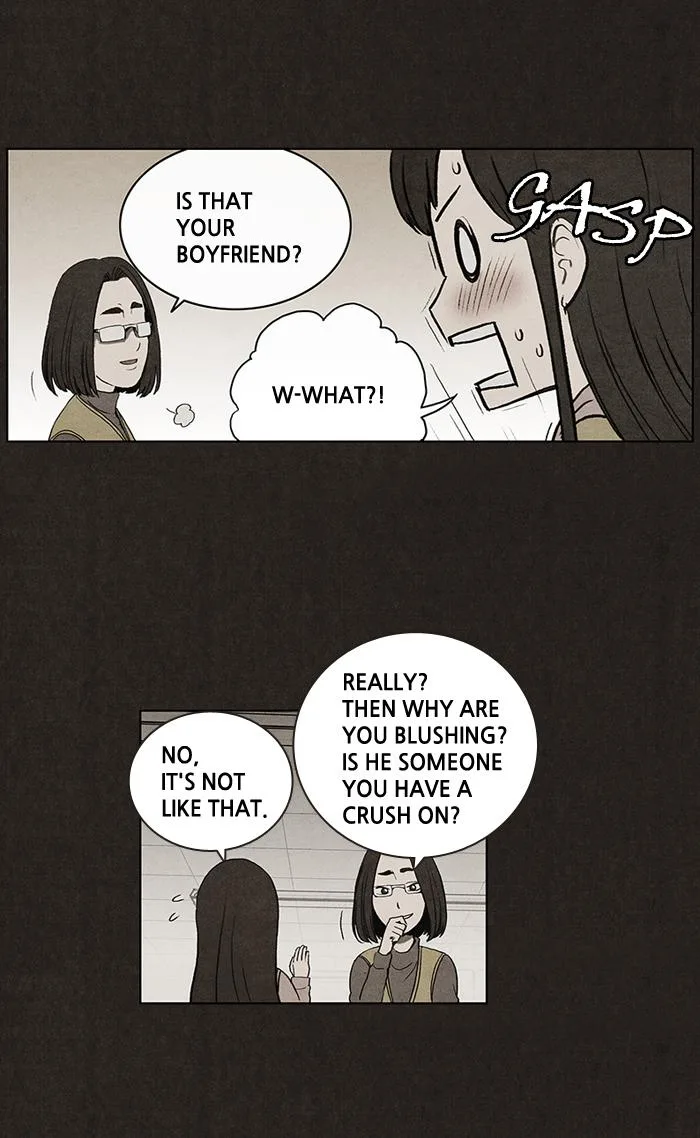 IS THAT
YOUR
BOYFRIEND?
GASP
W-WHAT?!
NO,
IT'S NOT
LIKE THAT.
REALLY?
THEN WHY ARE
YOU BLUSHING?
IS HE SOMEONE
YOU HAVE A
CRUSH ON?